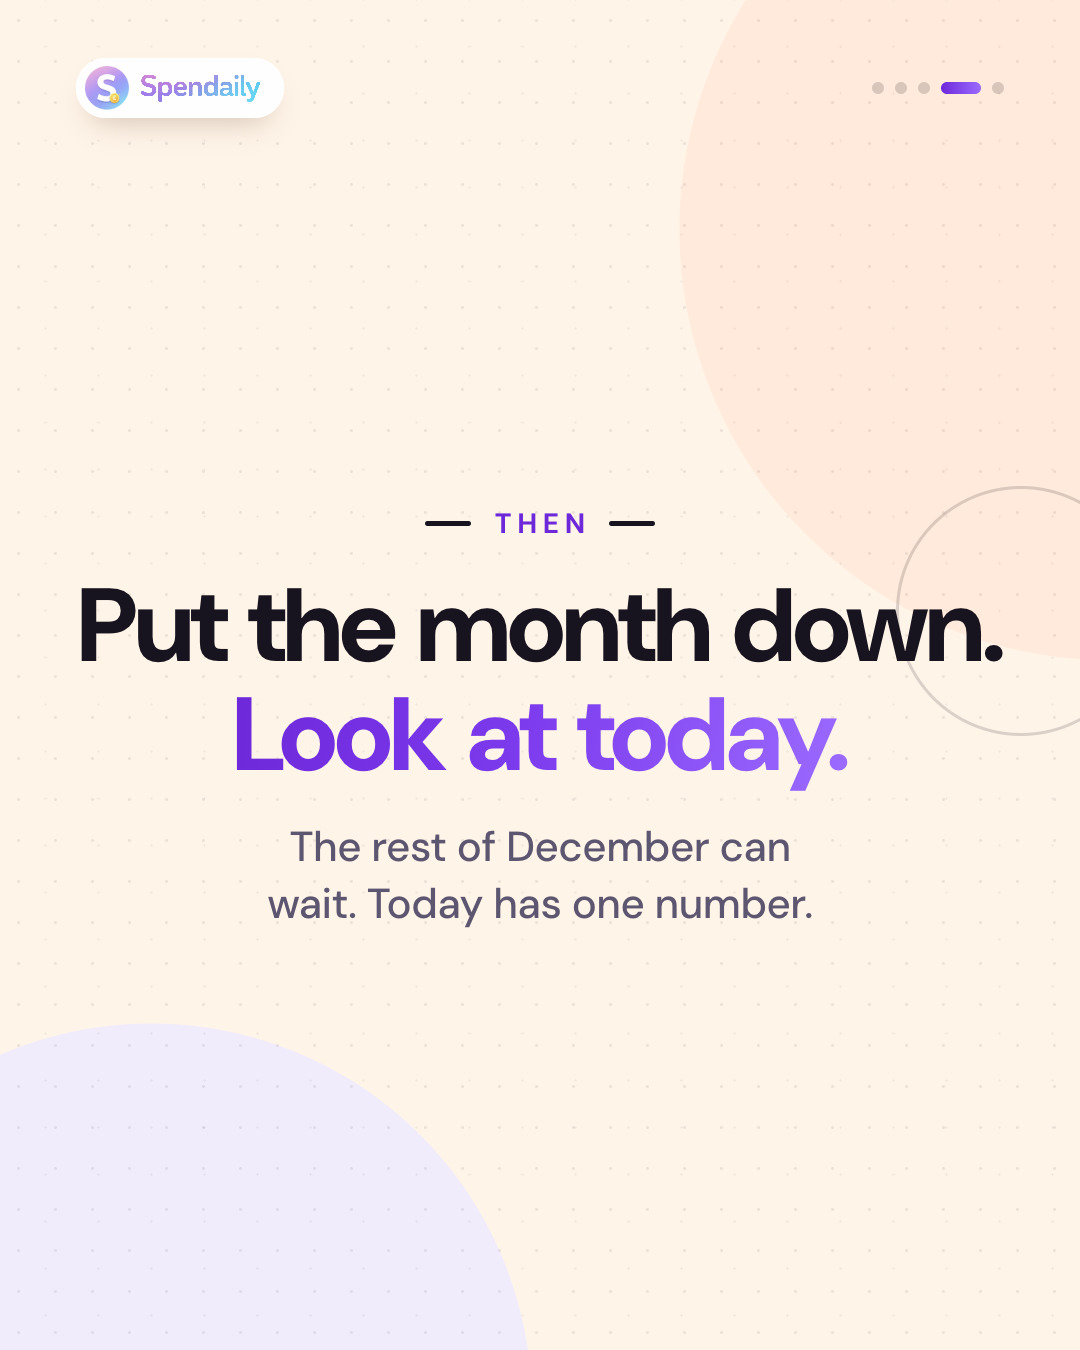 Spendaily
THEN
Put the month down.
Look at today.
The rest of December can
wait. Today has one number.